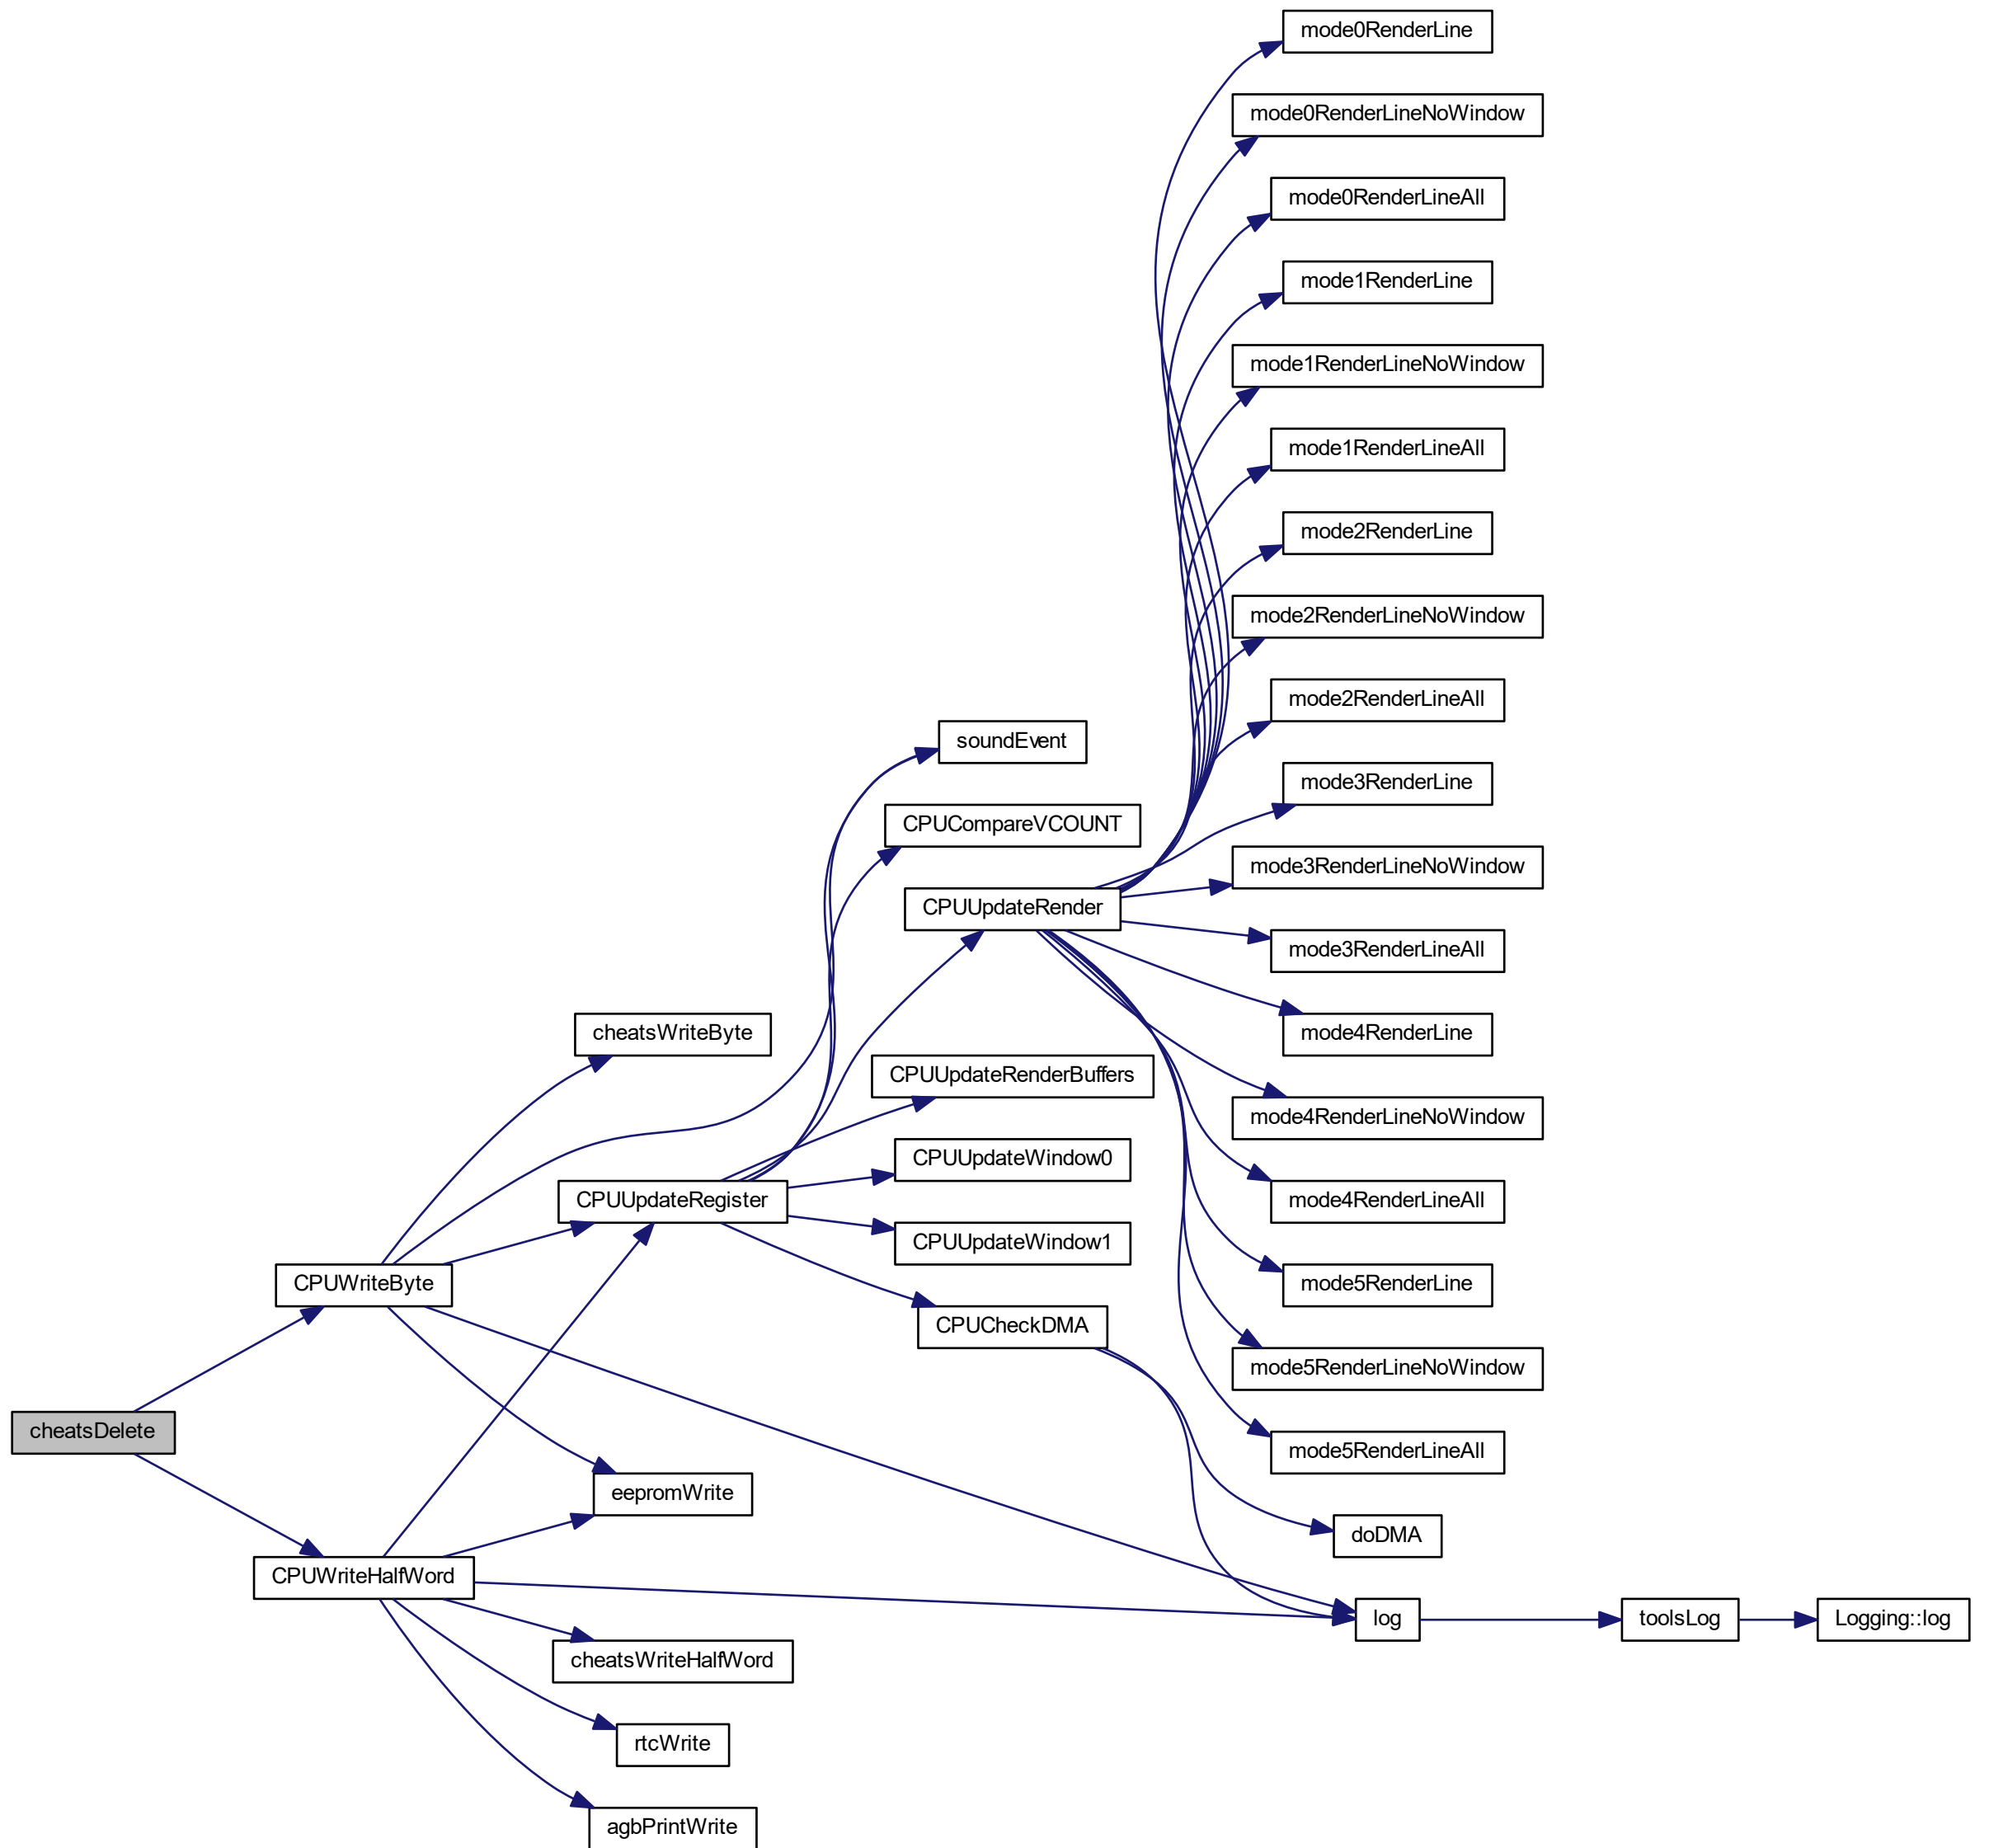 mode0RenderLine
mode0RenderLineNoWindow
mode0RenderLineAll
mode1RenderLine
mode1RenderLineNoWindow
mode1RenderLineAll
mode2RenderLine
mode2RenderLineNoWindow
mode2RenderLineAll
soundEvent
mode3RenderLine
CPUCompareVCOUNT
mode3RenderLineNoWindow
CPUUpdateRender
mode3RenderLineAll
cheatsWriteByte
mode4RenderLine
CPUUpdateRenderBuffers
mode4RenderLineNoWindow
CPUUpdateWindow0
CPUUpdateRegister
mode4RenderLineAll
CPUUpdateWindow1
CPUWriteByte
mode5RenderLine
CPUCheckDMA
mode5RenderLineNoWindow
cheatsDelete
mode5RenderLineAll
eepromWrite
doDMA
CPUWriteHalfWord
log
toolsLog
Logging::log
cheatsWriteHalfWord
rtcWrite
agbPrintWrite